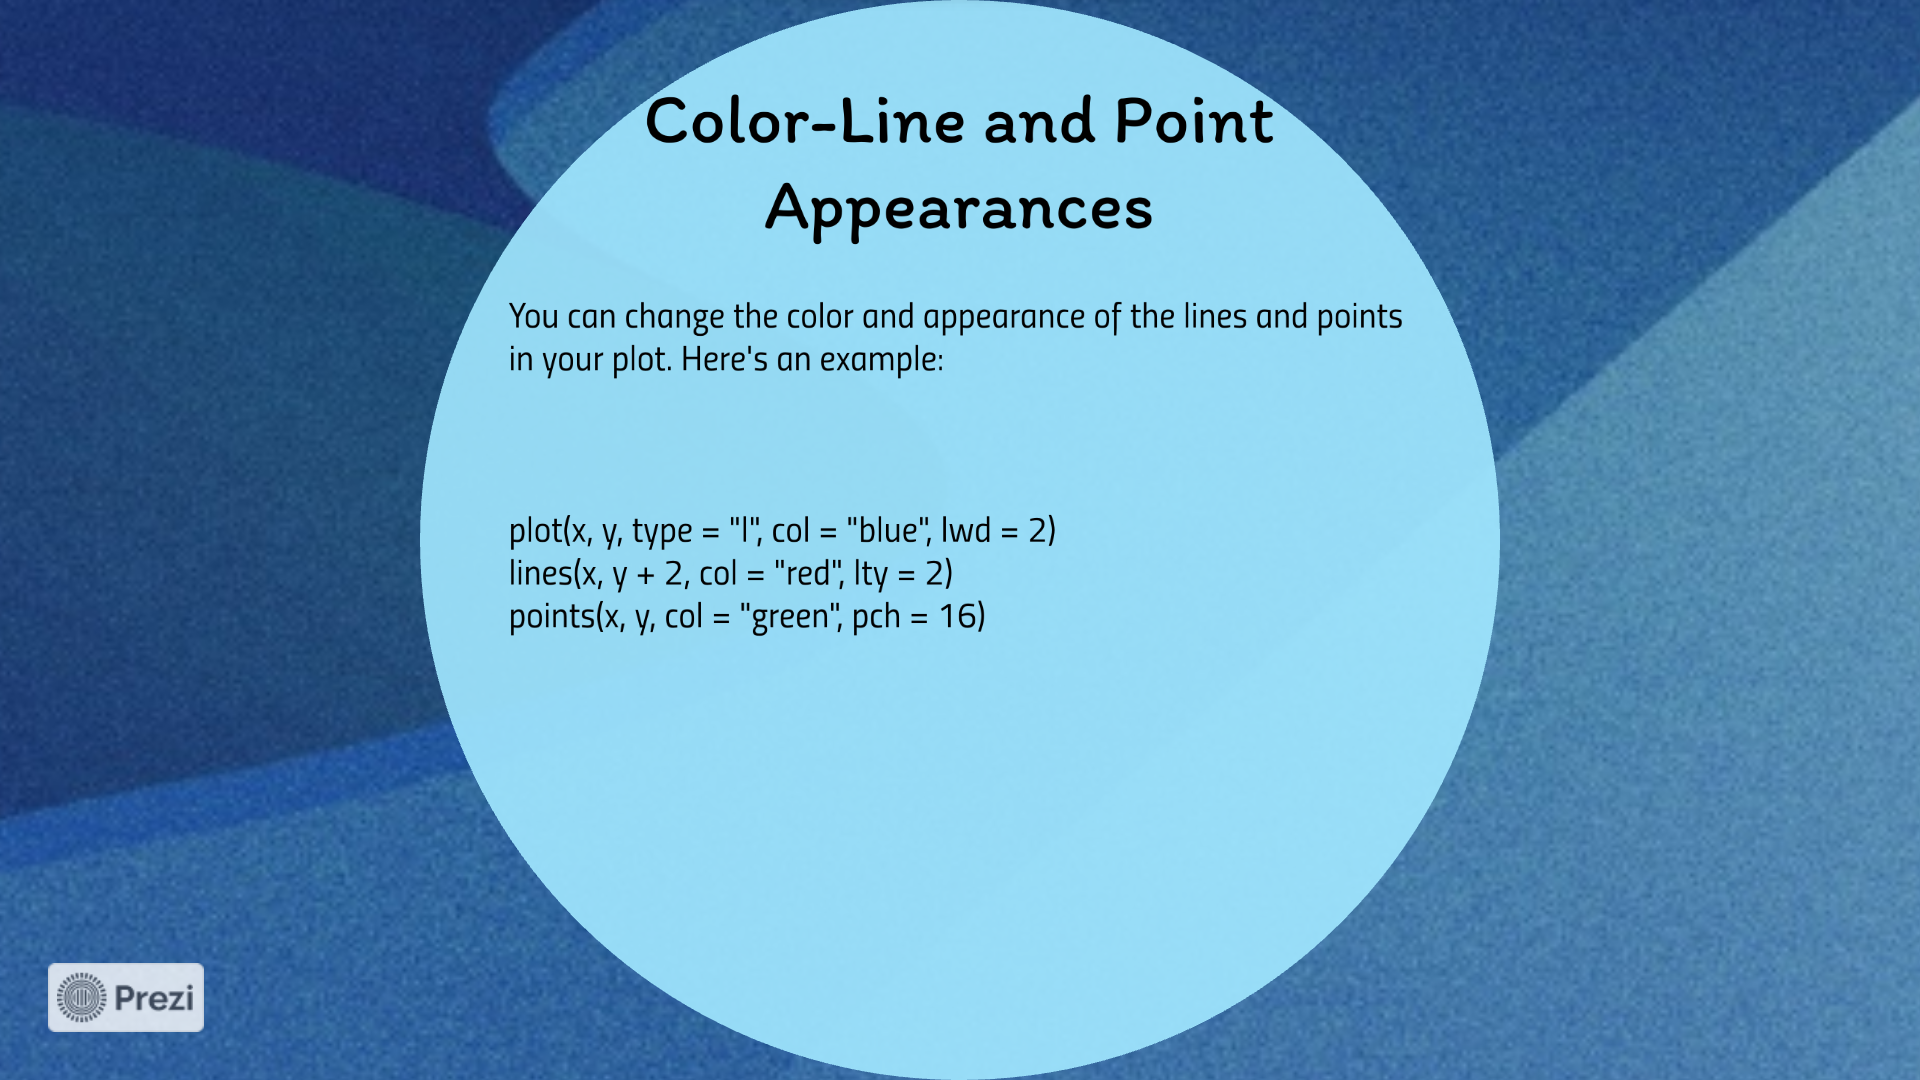 Color-Line and Point
Appearances
You can change the color and appearance of the lines and points
in your plot. Here's an example:
plot(x, y, type = "l", col = "blue", lwd = 2)
lines(x, y + 2, col = "red", lty = 2)
points(x, y, col = "green", pch = 16)
Prezi